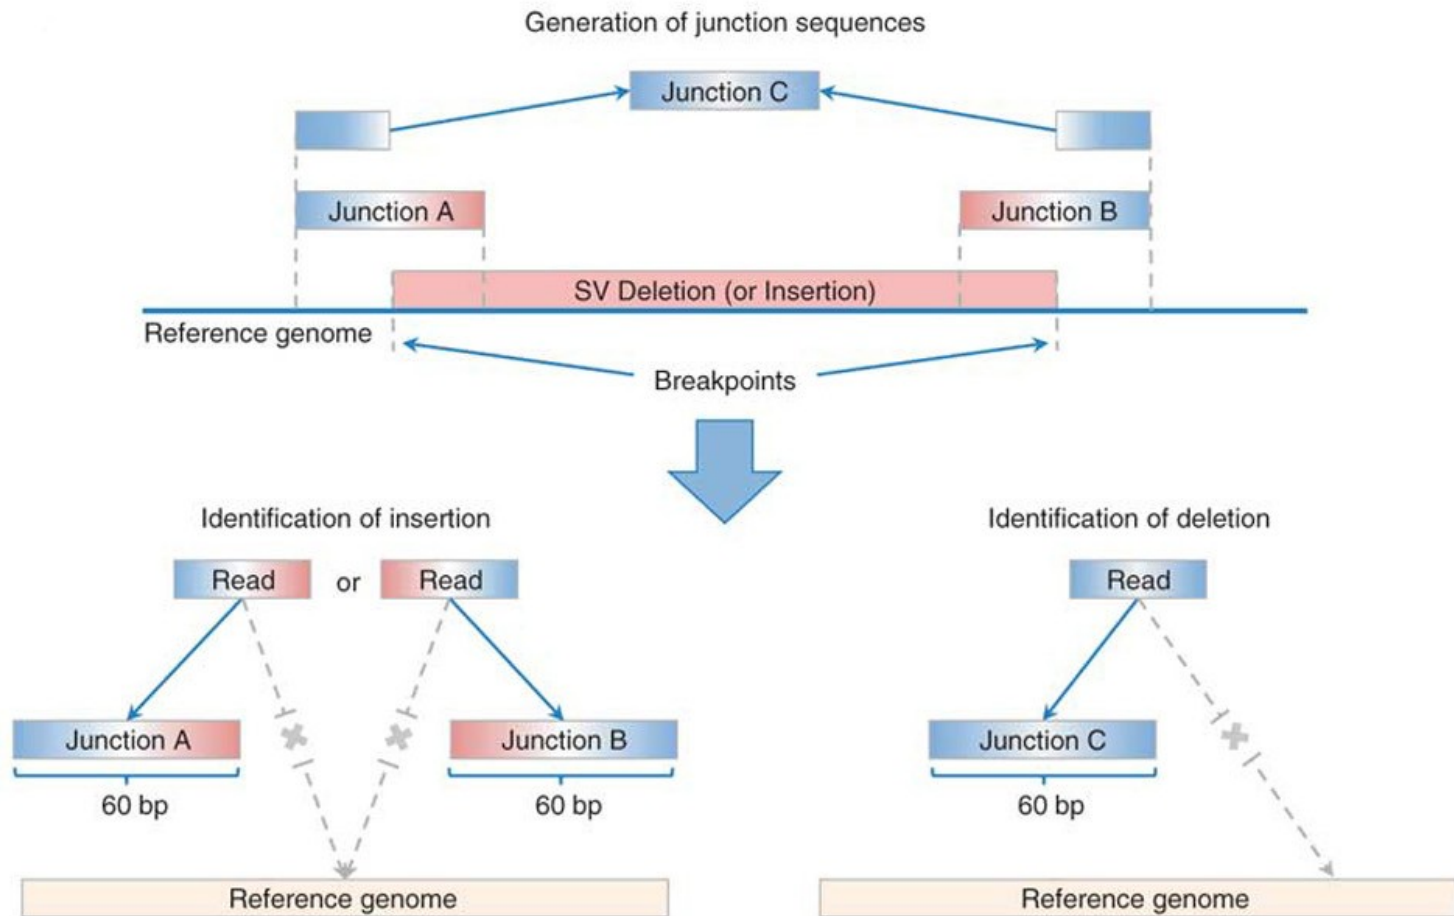 Generation of junction sequences
Junction C
Junction A
Junction B
SV Deletion (or Insertion)
Reference genome
Breakpoints
Identification of insertion
Identification of deletion
Read or Read
Read
Junction A
Junction B
Junction C
60 bp
60 bp
60 bp
Reference genome
Reference genome